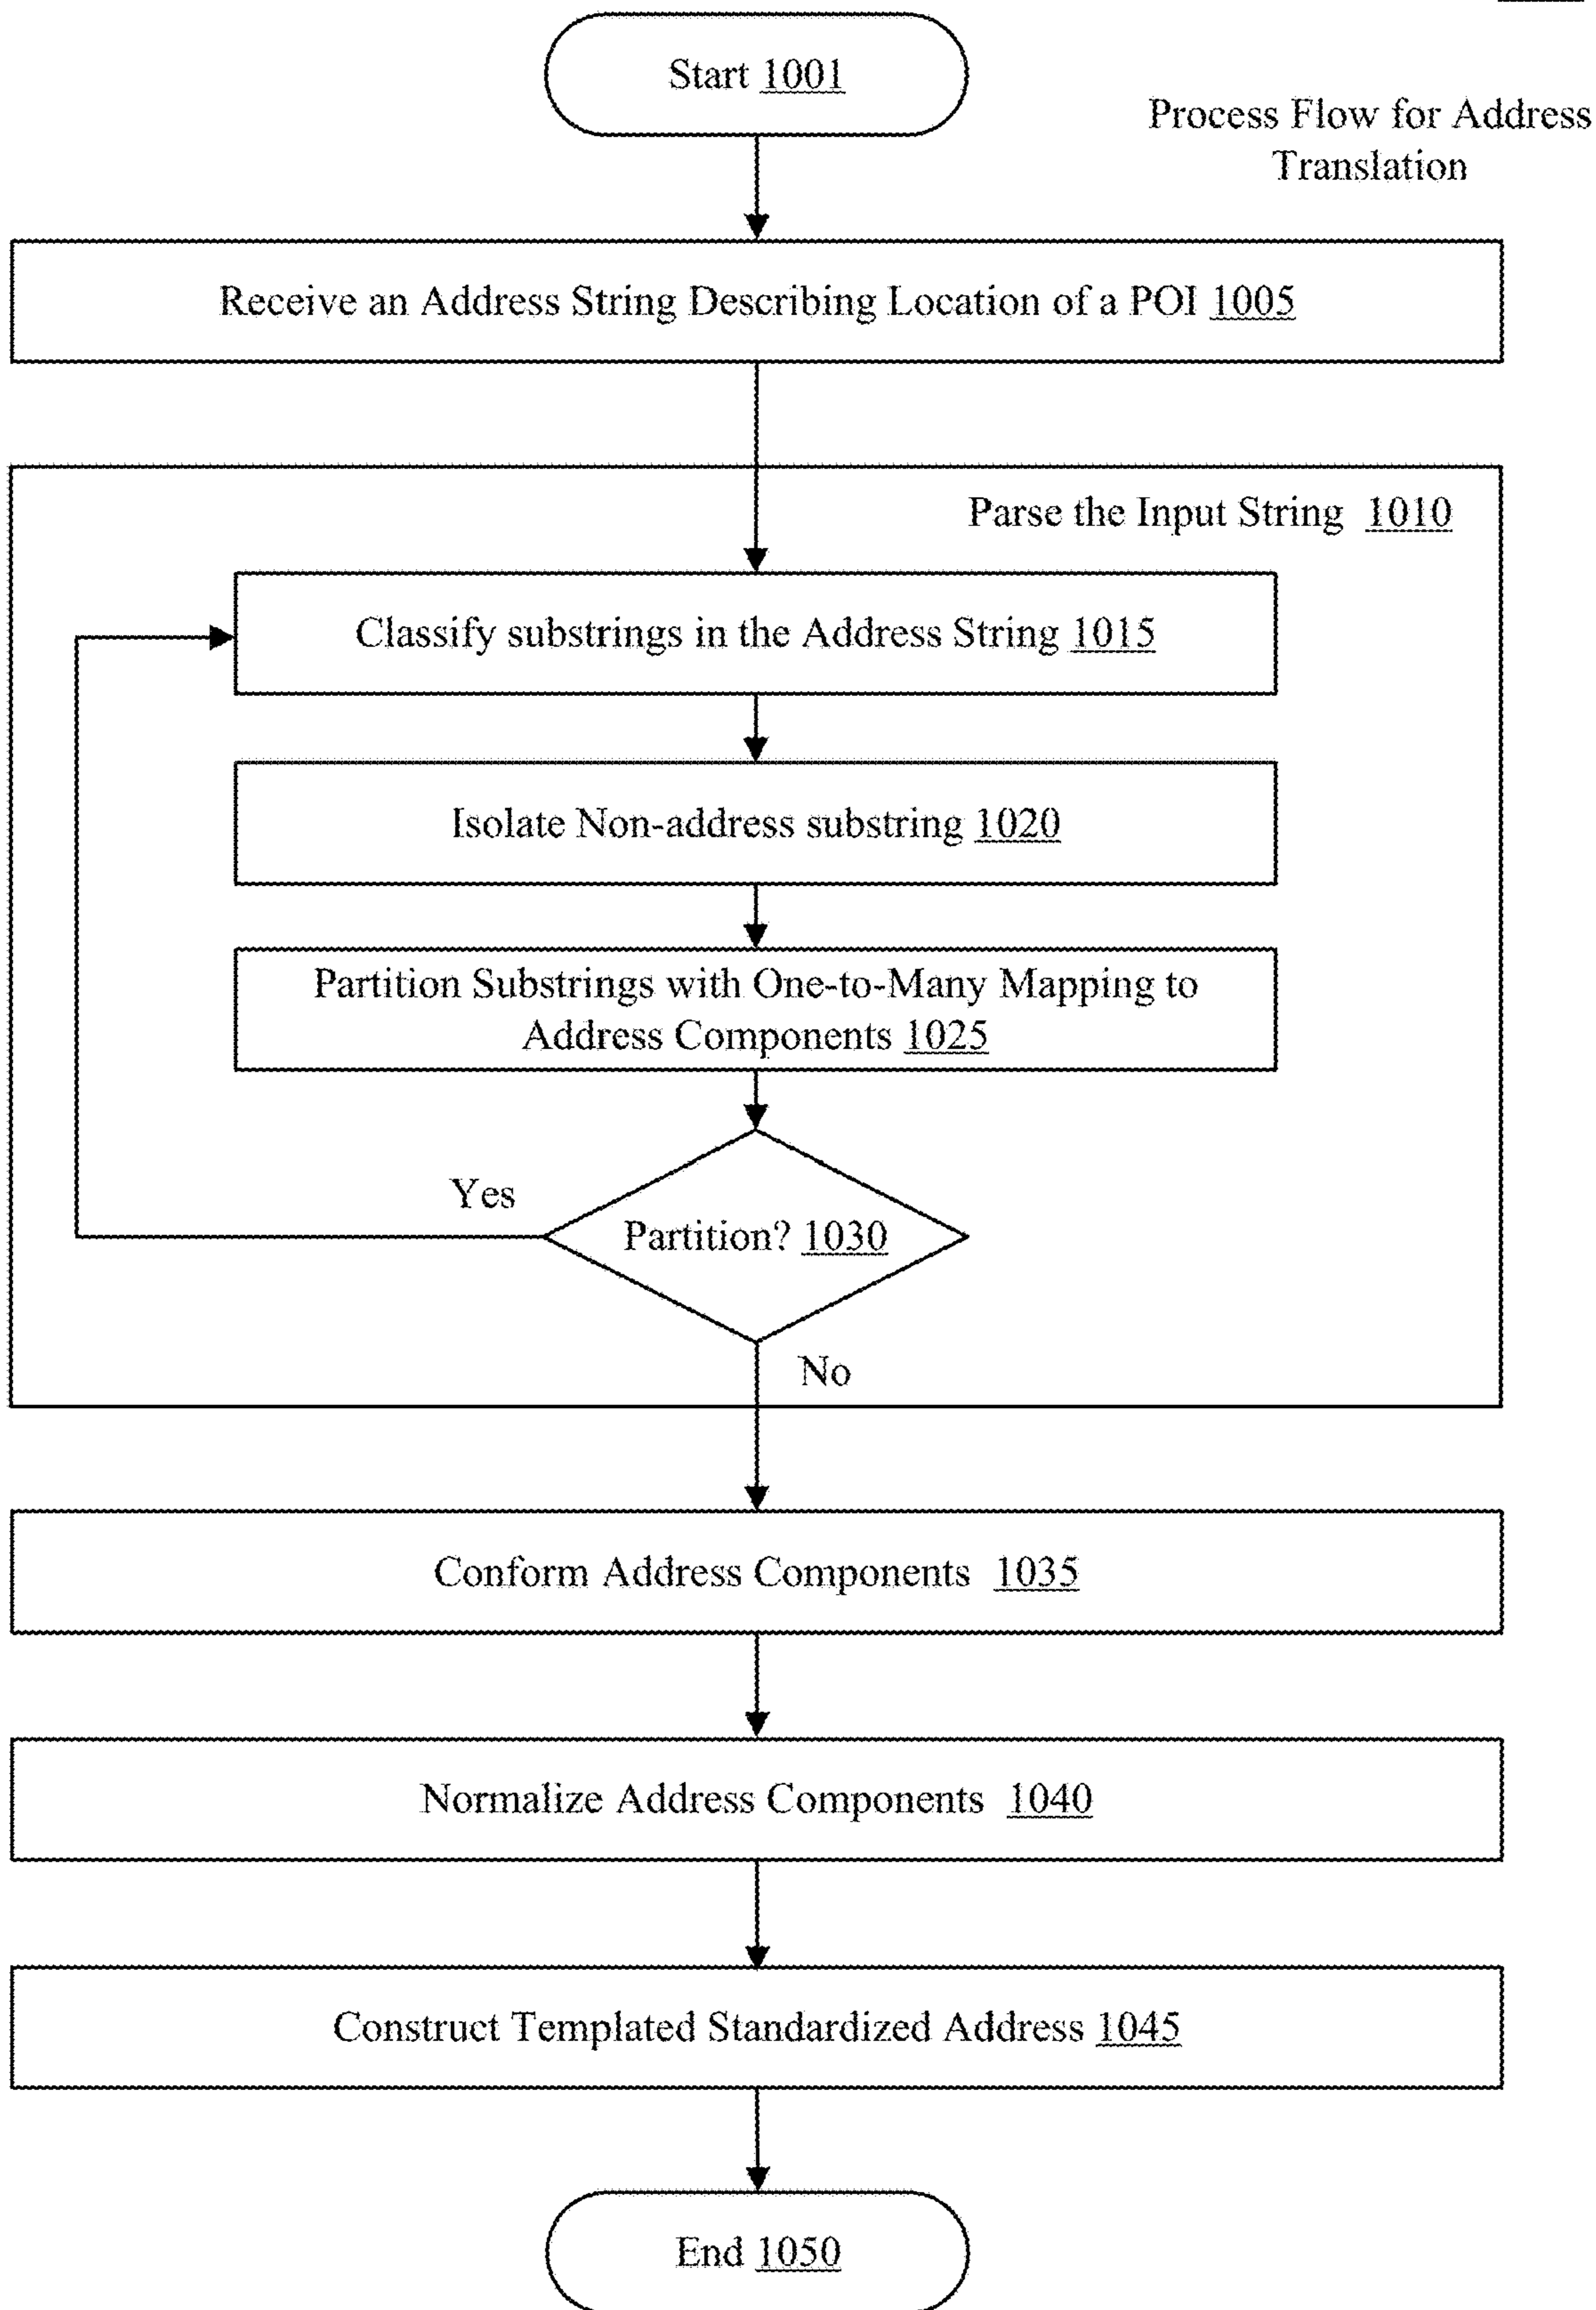 Start 1001
Process Flow for Address
Translation
Receive an Address String Describing Location of a POI 1005
Parse the Input String 1010
Classify substrings in the Address String 1015
Isolate Non-address substring 1020
Partition Substrings with One-to-Many Mapping to
Address Components 1025
Yes
Partition? 1030
No
Conform Address Components 1035
Normalize Address Components 1040
Construct Templated Standardized Address 1045
End 1050